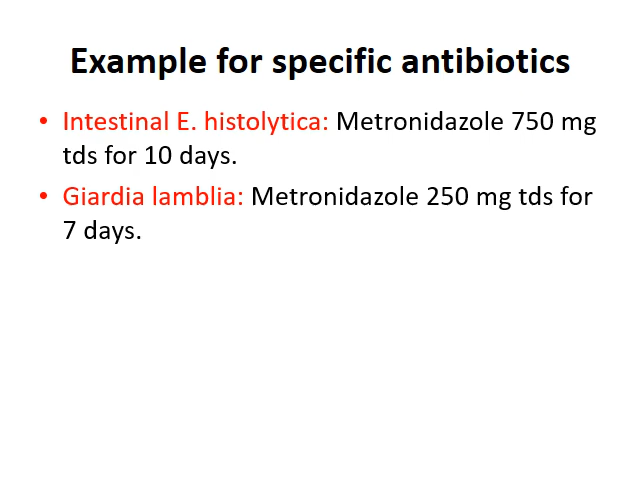 Example for specific antibiotics
• Intestinal E. histolytica: Metronidazole 750 mg
tds for 10 days.
• Giardia lamblia: Metronidazole 250 mg tds for
7 days.